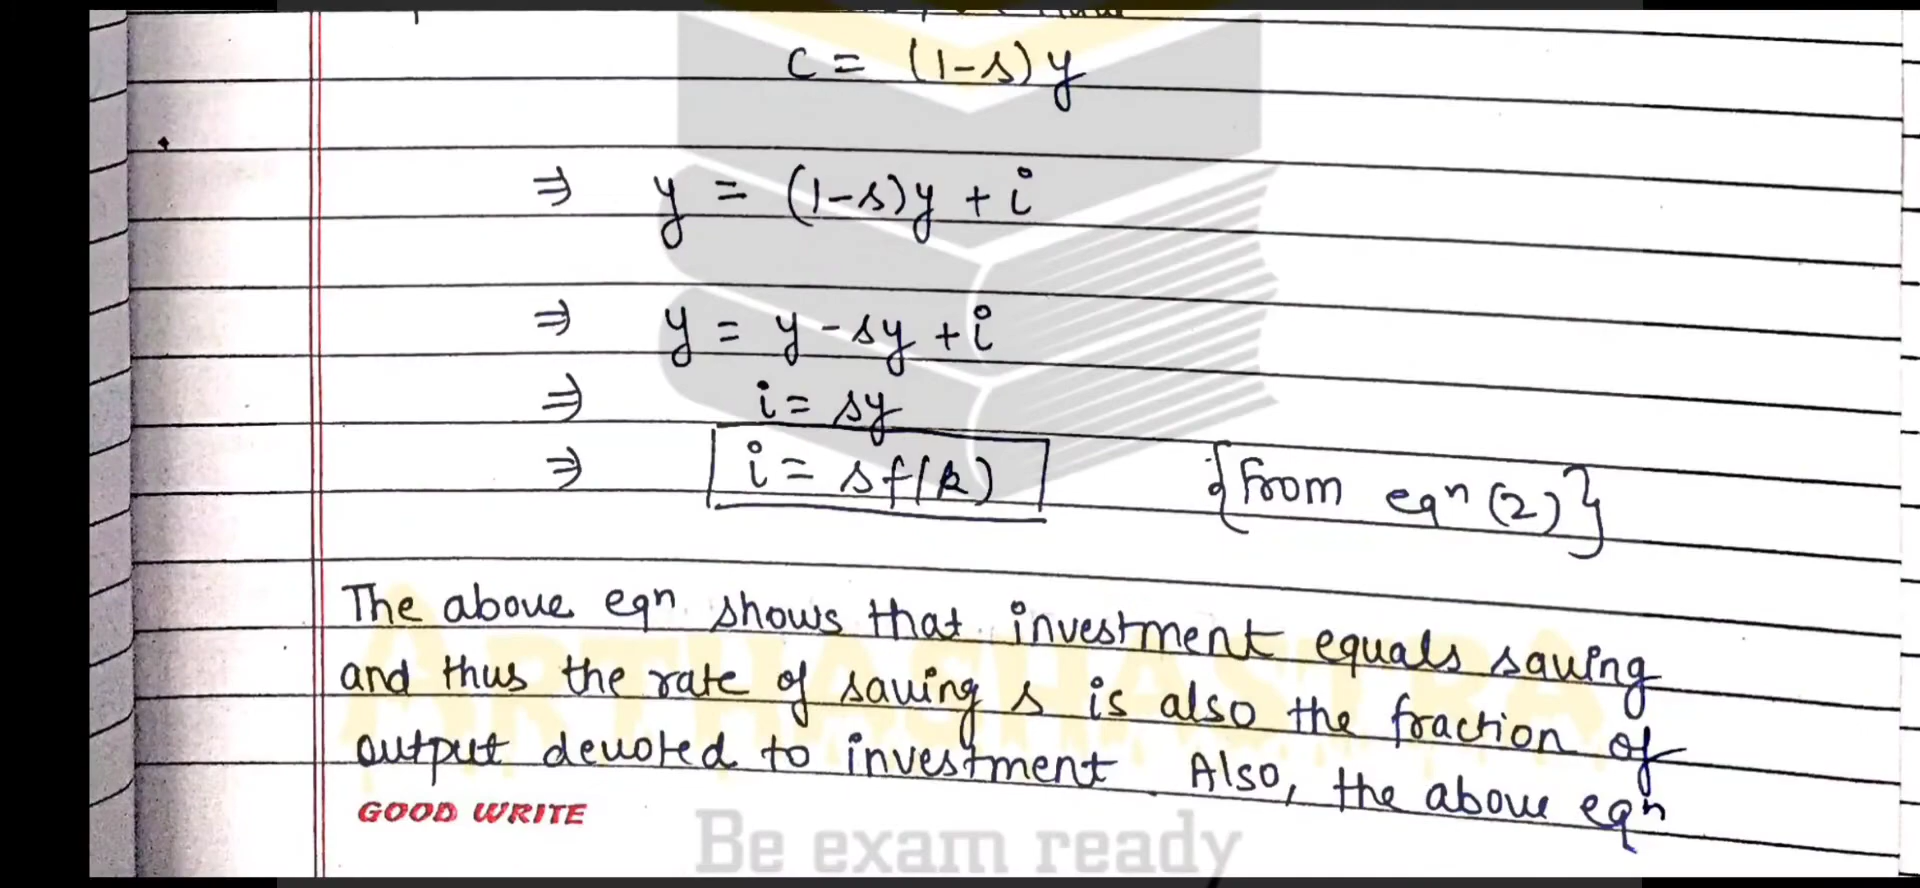 c = (1-s)y
⇒ y = (1-s)y + i
⇒ y = y - sy + i
⇒ i = sy
⇒ i = sf(k) {From eqn (2)}
The above eqn shows that investment equals saving
and thus the rate of saving s is also the fraction of
output devoted to investment. Also, the above eqn
GOOD WRITE
ARTHASHASTRA
Be exam ready